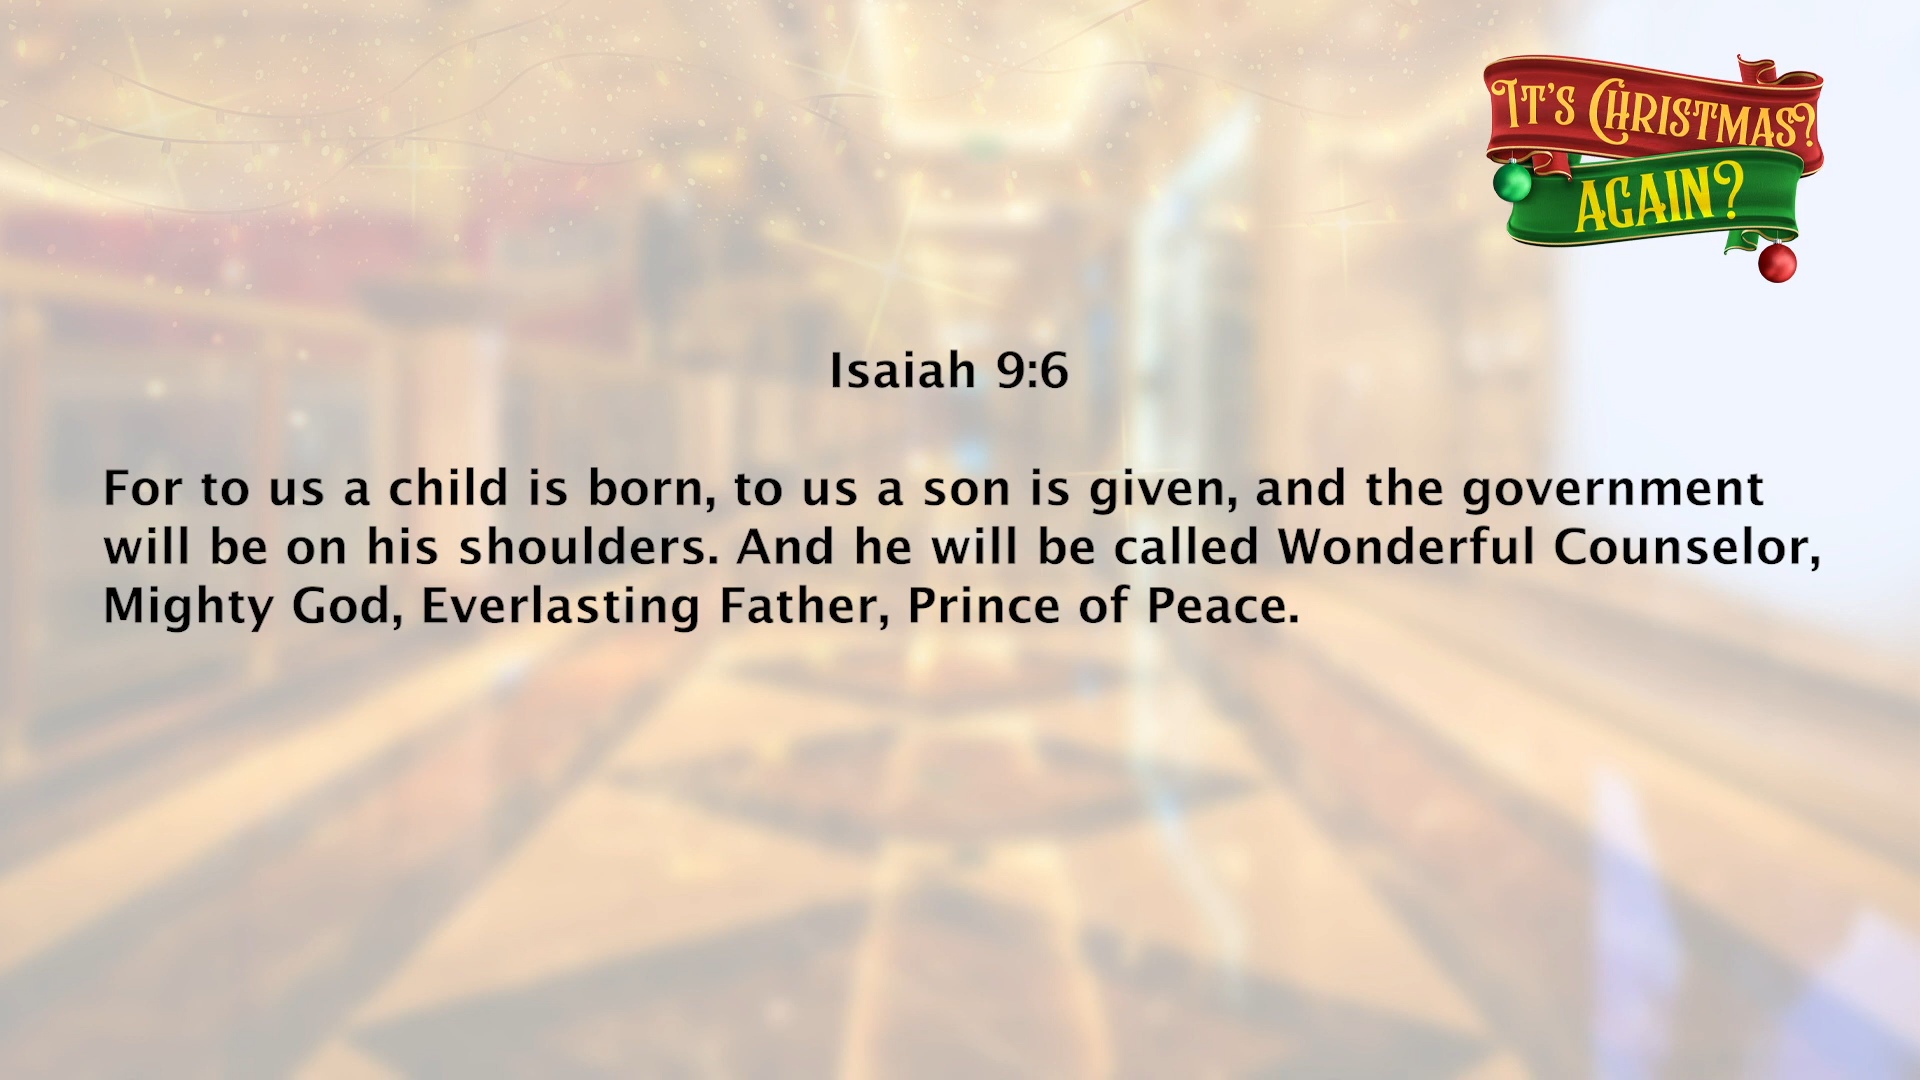 It's Christmas?
Again?
Isaiah 9:6
For to us a child is born, to us a son is given, and the government
will be on his shoulders. And he will be called Wonderful Counselor,
Mighty God, Everlasting Father, Prince of Peace.